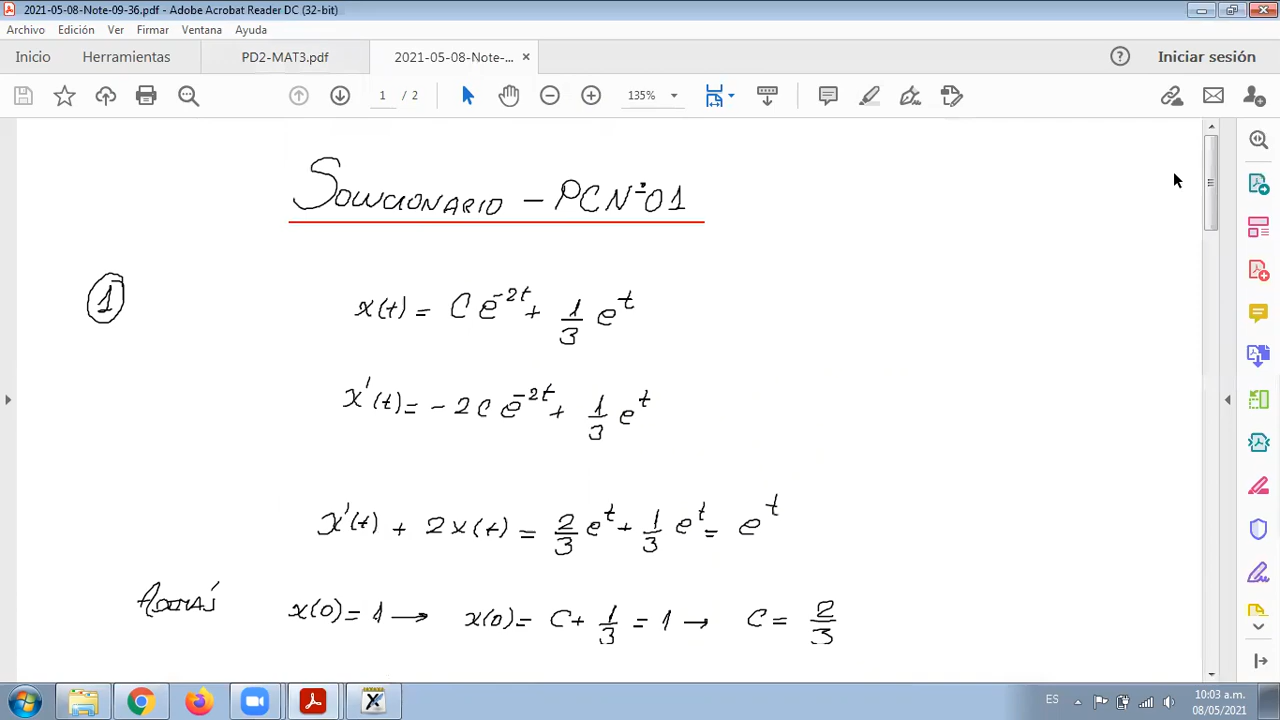 2021-05-08-Note-09-36.pdf - Adobe Acrobat Reader DC (32-bit)
Archivo Edición Ver Firmar Ventana Ayuda
Inicio Herramientas PD2-MAT3.pdf 2021-05-08-Note-... × Iniciar sesión
1 / 2 135%
SOLUCIONARIO - PC N° 01
① x(t) = C e^{-2t} + 1/3 e^t
x'(t) = -2C e^{-2t} + 1/3 e^t
x'(t) + 2x(t) = 2/3 e^t + 1/3 e^t = e^t
ADEMÁS x(0) = 1 → x(0) = C + 1/3 = 1 → C = 2/3
ES 10:03 a.m.
08/05/2021